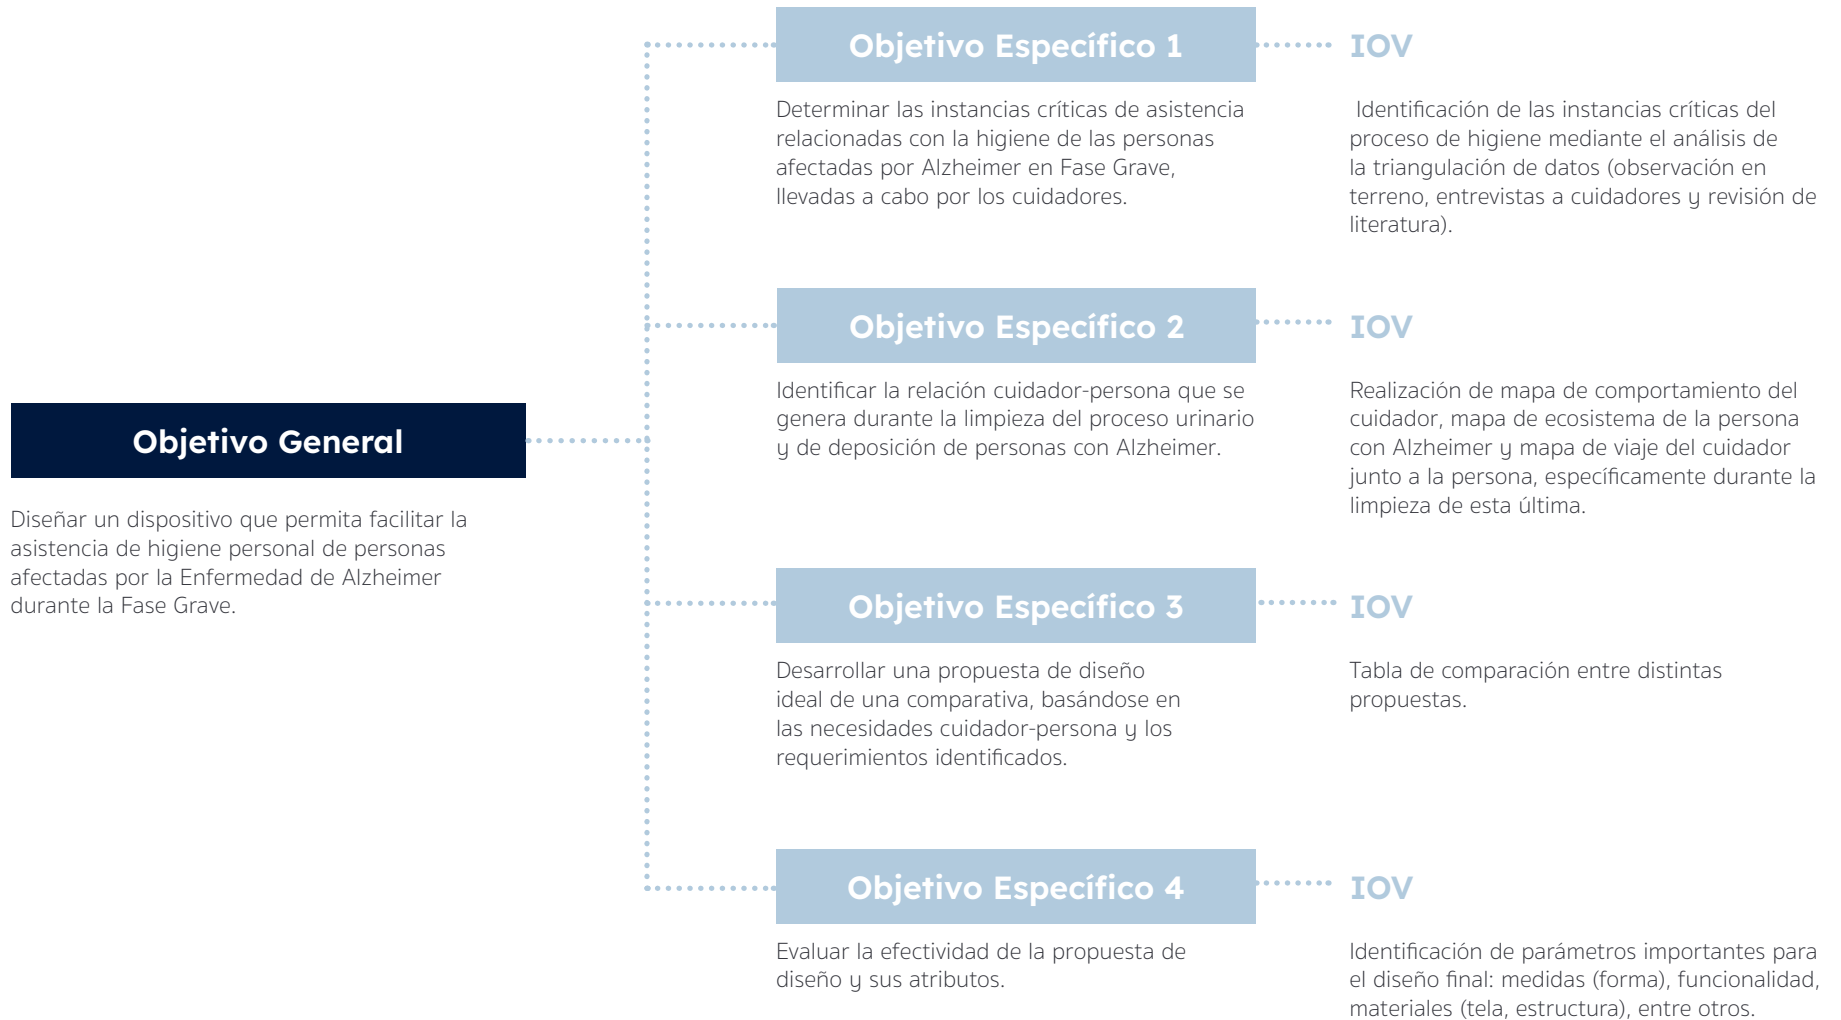 Objetivo General
Diseñar un dispositivo que permita facilitar la
asistencia de higiene personal de personas
afectadas por la Enfermedad de Alzheimer
durante la Fase Grave.
Objetivo Específico 1
Determinar las instancias críticas de asistencia
relacionadas con la higiene de las personas
afectadas por Alzheimer en Fase Grave,
llevadas a cabo por los cuidadores.
IOV
Identificación de las instancias críticas del
proceso de higiene mediante el análisis de
la triangulación de datos (observación en
terreno, entrevistas a cuidadores y revisión de
literatura).
Objetivo Específico 2
Identificar la relación cuidador-persona que se
genera durante la limpieza del proceso urinario
y de deposición de personas con Alzheimer.
IOV
Realización de mapa de comportamiento del
cuidador, mapa de ecosistema de la persona
con Alzheimer y mapa de viaje del cuidador
junto a la persona, específicamente durante la
limpieza de esta última.
Objetivo Específico 3
Desarrollar una propuesta de diseño
ideal de una comparativa, basándose en
las necesidades cuidador-persona y los
requerimientos identificados.
IOV
Tabla de comparación entre distintas
propuestas.
Objetivo Específico 4
Evaluar la efectividad de la propuesta de
diseño y sus atributos.
IOV
Identificación de parámetros importantes para
el diseño final: medidas (forma), funcionalidad,
materiales (tela, estructura), entre otros.